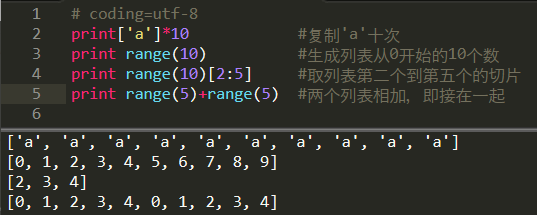 1 # coding=utf-8
2 print['a']*10 #复制'a'十次
3 print range(10) #生成列表从0开始的10个数
4 print range(10)[2:5] #取列表第二个到第五个的切片
5 print range(5)+range(5) #两个列表相加，即接在一起
6
['a', 'a', 'a', 'a', 'a', 'a', 'a', 'a', 'a', 'a']
[0, 1, 2, 3, 4, 5, 6, 7, 8, 9]
[2, 3, 4]
[0, 1, 2, 3, 4, 0, 1, 2, 3, 4]